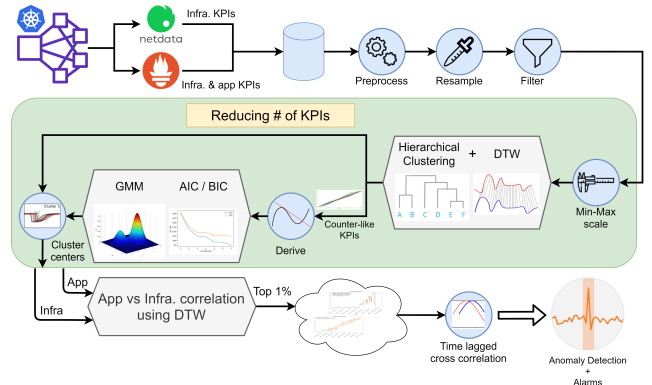 Infra. KPIs
netdata
Infra. & app KPIs
Preprocess
Resample
Filter
Reducing # of KPIs
Hierarchical
Clustering
+
DTW
A B C D E F
Min-Max
scale
GMM
AIC / BIC
Counter-like
KPIs
Derive
Cluster 1
Cluster
centers
App
Infra
App vs Infra. correlation
using DTW
Top 1%
Time lagged
cross correlation
Anomaly Detection
+
Alarms